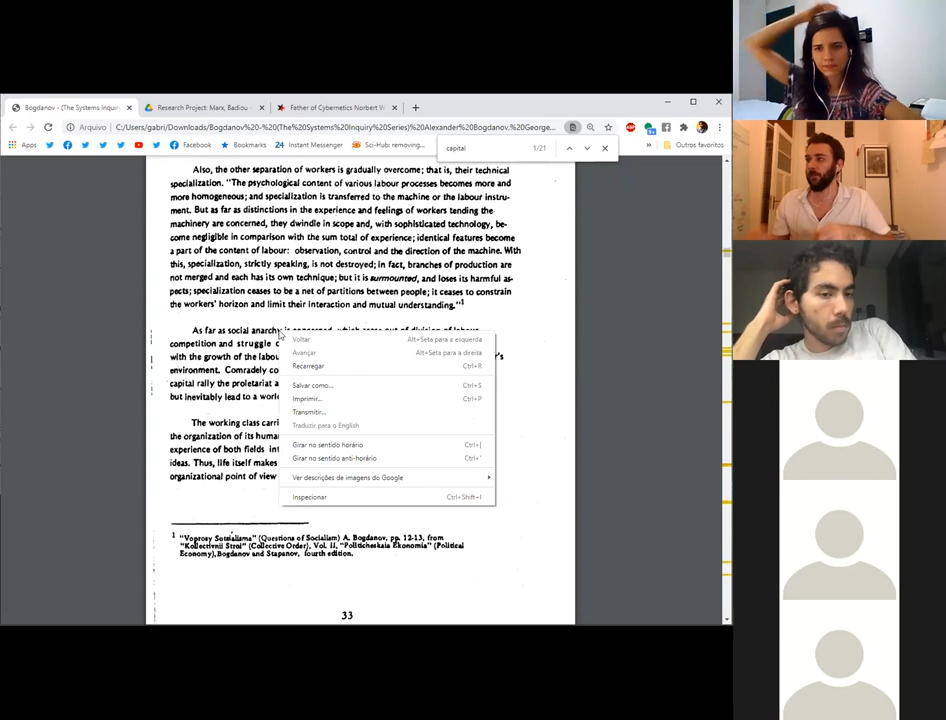 Bogdanov - (The Systems Inquiry
Research Project: Marx, Badiou -
Father of Cybernetics Norbert W
Arquivo
C:/Users/gabri/Downloads/Bogdanov%20-%20(The%20Systems%20Inquiry%20Series)%20Alexander%20Bogdanov,%20George...
Apps
Facebook
Bookmarks
24 Instant Messenger
Sci-Hub: removing...
capital
1/21
»
Outros favoritos
Also, the other separation of workers is gradually overcome; that is, their technical
specialization. "The psychological content of various labour processes becomes more and
more homogeneous; and specialization is transferred to the machine or the labour instru-
ment. But as far as distinctions in the experience and feelings of workers tending the
machinery are concerned, they dwindle in scope and, with sophisticated technology, be-
come negligible in comparison with the sum total of experience; identical features become
a part of the content of labour: observation, control and the direction of the machine. With
this, specialization, strictly speaking, is not destroyed; in fact, branches of production are
not merged and each has its own technique; but it is surmounted, and loses its harmful as-
pects; specialization ceases to be a net of partitions between people; it ceases to constrain
the workers' horizon and limit their interaction and mutual understanding."1
As far as social anarchy is concerned, which arose out of division of labour
competition and struggle
with the growth of the labou
environment. Comradely co
capital rally the proletariat a
but inevitably lead to a worl
The working class carri
the organization of its human
experience of both fields int
ideas. Thus, life itself makes
organizational point of view
Voltar Alt+Seta para a esquerda
Avançar Alt+Seta para a direita
Recarregar Ctrl+R
Salvar como... Ctrl+S
Imprimir... Ctrl+P
Transmitir...
Traduzir para o English
Girar no sentido horário Ctrl+[
Girar no sentido anti-horário Ctrl+'
Ver descrições de imagens do Google
Inspecionar Ctrl+Shift+I
1 "Voprosy Sotsialisma" (Questions of Socialism) A. Bogdanov, pp. 12-13, from
"Kollectivnii Stroi" (Collective Order), Vol. II, "Politicheskaia Ekonomia" (Political
Economy), Bogdanov and Stapanov, fourth edition.
33